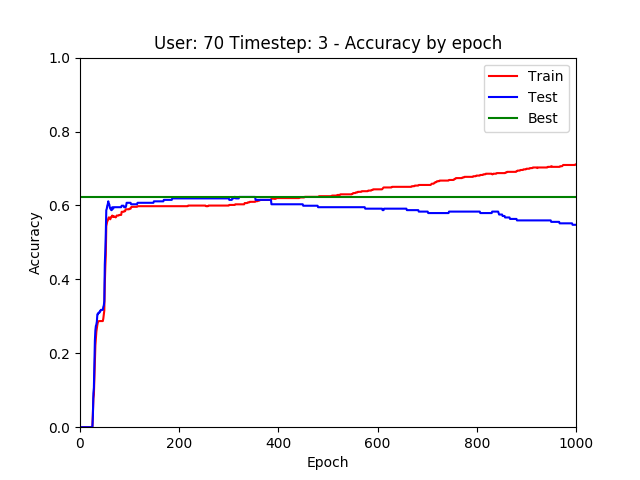 User: 70 Timestep: 3 - Accuracy by epoch
1.0
0.8
0.6
0.4
0.2
0.0
Accuracy
Train
Test
Best
0 200 400 600 800 1000
Epoch